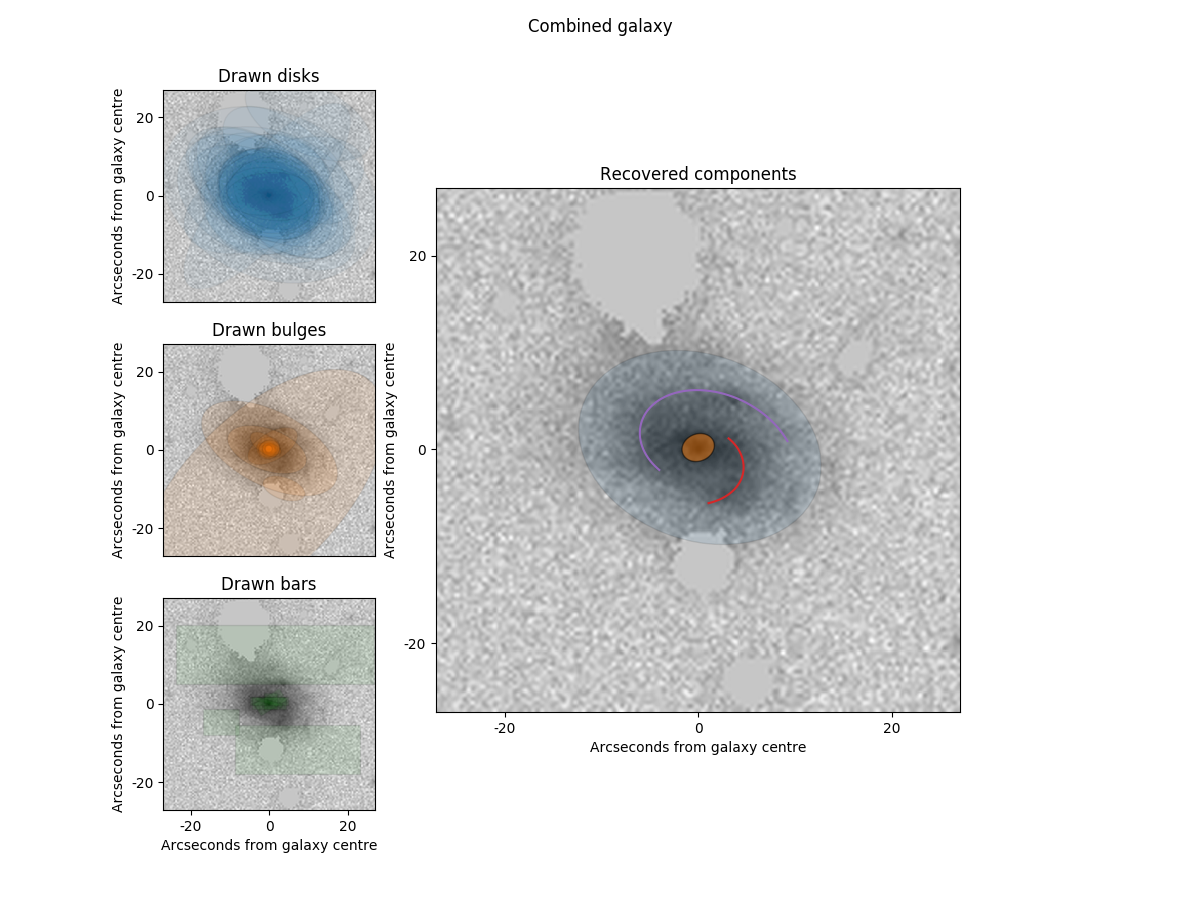 Combined galaxy
Drawn disks
Arcseconds from galaxy centre
20
0
-20
Drawn bulges
Arcseconds from galaxy centre
20
0
-20
Drawn bars
Arcseconds from galaxy centre
20
0
-20
-20 0 20
Arcseconds from galaxy centre
Recovered components
Arcseconds from galaxy centre
20
0
-20
-20 0 20
Arcseconds from galaxy centre